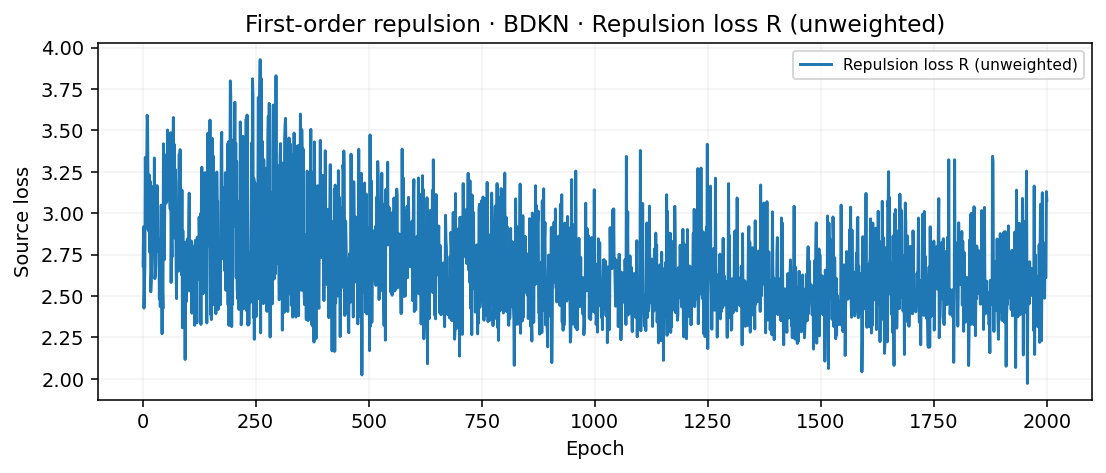 First-order repulsion · BDKN · Repulsion loss R (unweighted)
Repulsion loss R (unweighted)
Source loss
4.00
3.75
3.50
3.25
3.00
2.75
2.50
2.25
2.00
0 250 500 750 1000 1250 1500 1750 2000
Epoch